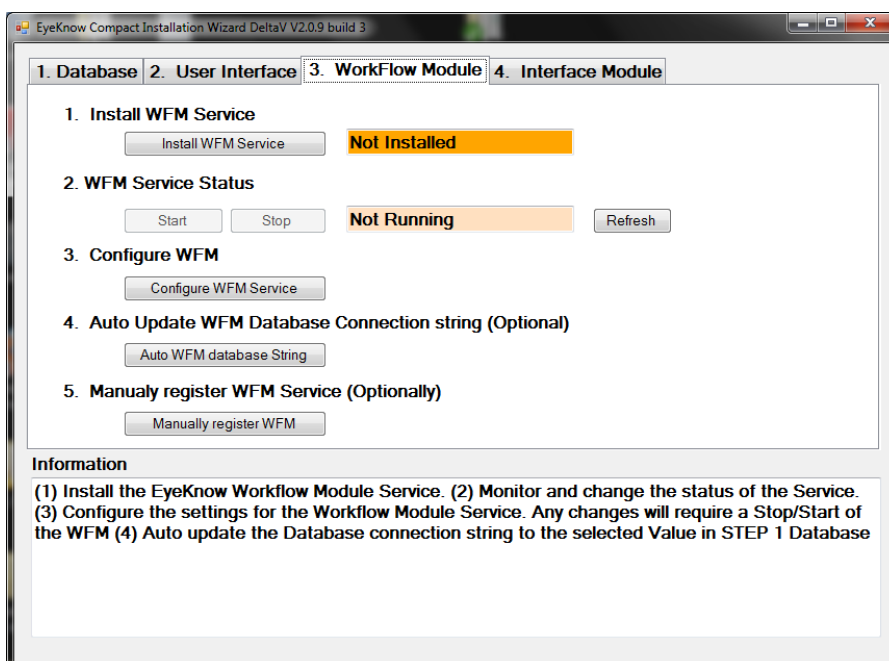 EyeKnow Compact Installation Wizard DeltaV V2.0.9 build 3
1. Database 2. User Interface 3. WorkFlow Module 4. Interface Module
1. Install WFM Service
Install WFM Service Not Installed
2. WFM Service Status
Start Stop Not Running Refresh
3. Configure WFM
Configure WFM Service
4. Auto Update WFM Database Connection string (Optional)
Auto WFM database String
5. Manualy register WFM Service (Optionally)
Manually register WFM
Information
(1) Install the EyeKnow Workflow Module Service. (2) Monitor and change the status of the Service.
(3) Configure the settings for the Workflow Module Service. Any changes will require a Stop/Start of
the WFM (4) Auto update the Database connection string to the selected Value in STEP 1 Database